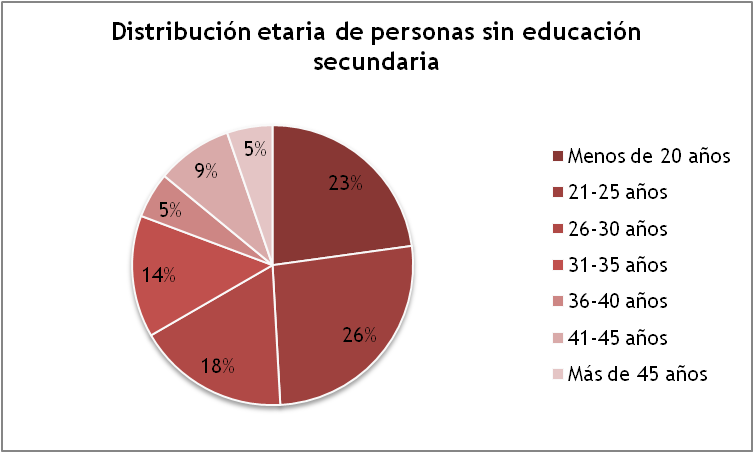 Distribución etaria de personas sin educación
secundaria
5%
9%
23%
5%
14%
26%
18%
Menos de 20 años
21-25 años
26-30 años
31-35 años
36-40 años
41-45 años
Más de 45 años